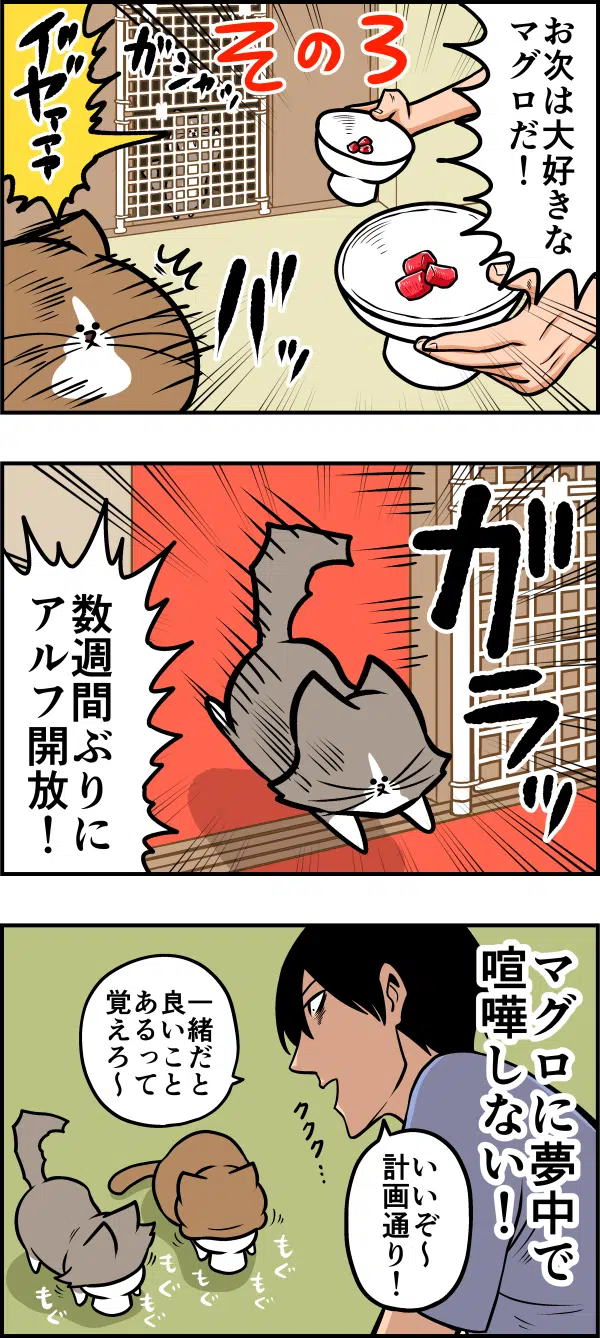 その3
お次は大好きな
マグロだ!
ガシャッ
イ゛ザァァァ
バッ
ガラッ
数週間ぶりに
アルフ開放!
マグロに夢中で
喧嘩しない!
一緒だと
良いこと
あるって
覚えろ〜
ククク…
いいぞ〜
計画通り!
もぐ
もぐ
もぐ
もぐ
もぐ